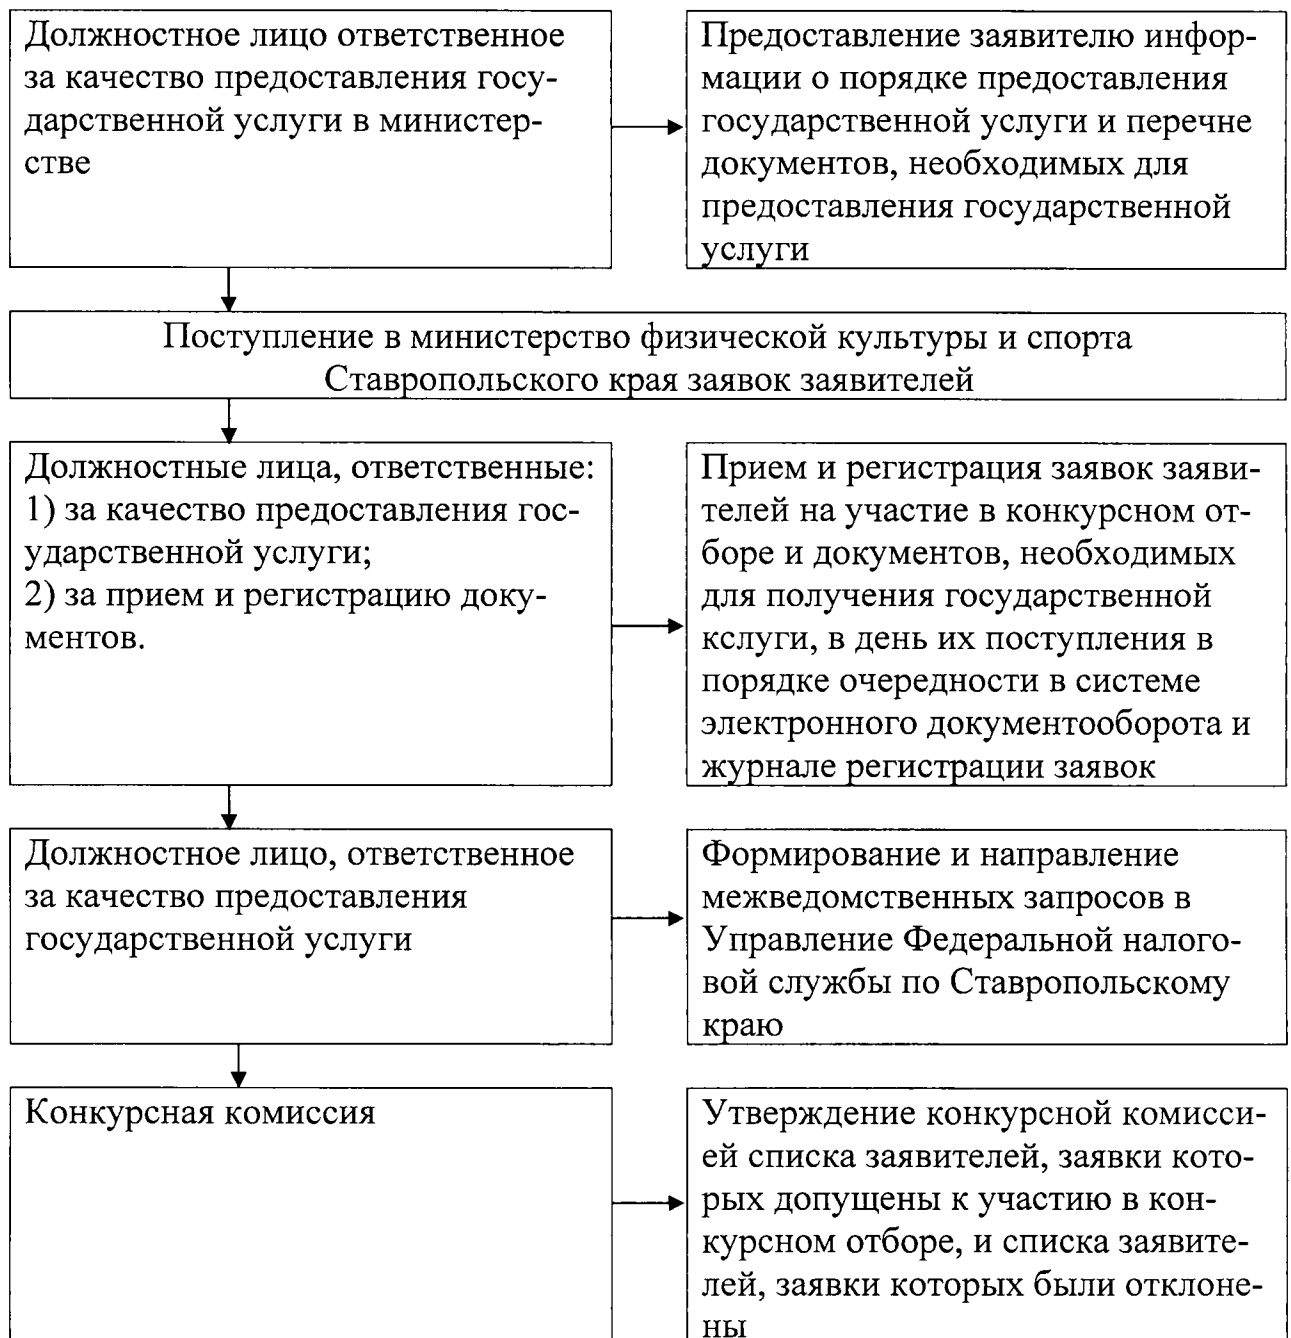 Должностное лицо ответственное
за качество предоставления госу-
дарственной услуги в министер-
стве
Предоставление заявителю инфор-
мации о порядке предоставления
государственной услуги и перечне
документов, необходимых для
предоставления государственной
услуги
Поступление в министерство физической культуры и спорта
Ставропольского края заявок заявителей
Должностные лица, ответственные:
1) за качество предоставления гос-
ударственной услуги;
2) за прием и регистрацию доку-
ментов.
Прием и регистрация заявок заяви-
телей на участие в конкурсном от-
боре и документов, необходимых
для получения государственной
кслуги, в день их поступления в
порядке очередности в системе
электронного документооборота и
журнале регистрации заявок
Должностное лицо, ответственное
за качество предоставления
государственной услуги
Формирование и направление
межведомственных запросов в
Управление Федеральной налого-
вой службы по Ставропольскому
краю
Конкурсная комиссия
Утверждение конкурсной комисси-
ей списка заявителей, заявки кото-
рых допущены к участию в кон-
курсном отборе, и списка заявите-
лей, заявки которых были отклоне-
ны